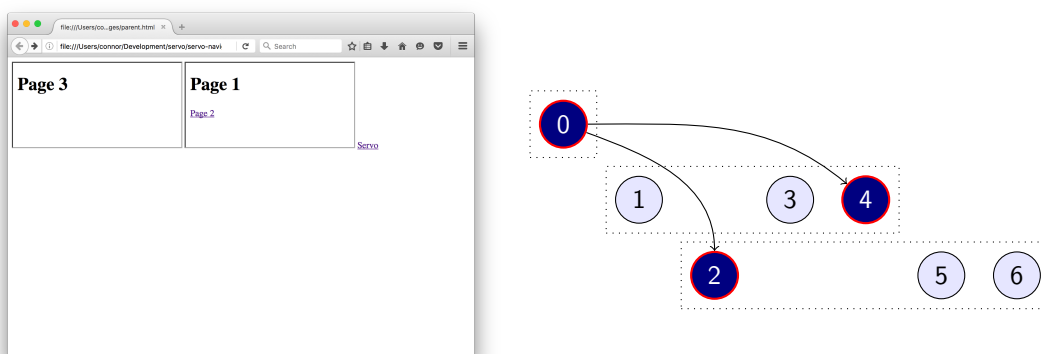 file:///Users/co...ges/parent.html × +
file:///Users/connor/Development/servo/servo-navi
Search
Page 3
Page 1
Page 2
Servo
0
1
3
4
2
5
6